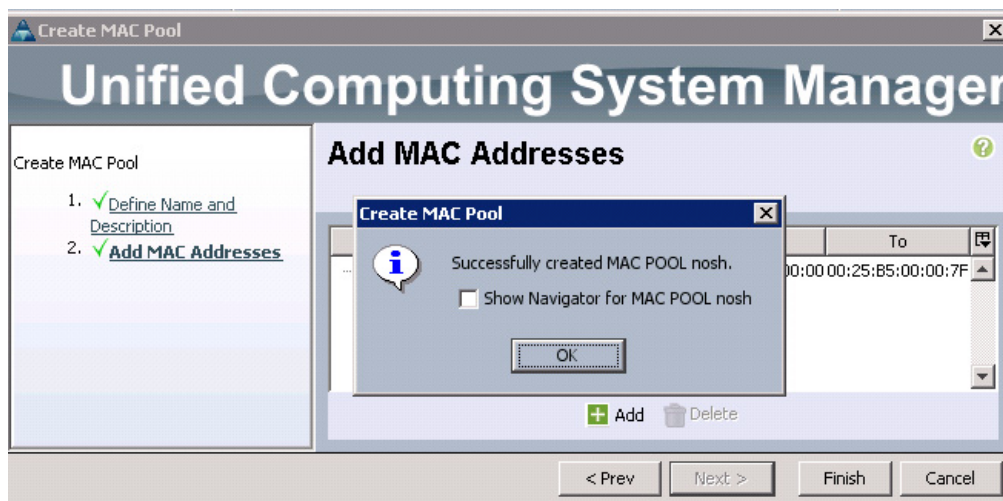 Create MAC Pool
Unified Computing System Manager
Create MAC Pool
1. Define Name and
Description
2. Add MAC Addresses
Add MAC Addresses
Create MAC Pool
Successfully created MAC POOL nosh.
Show Navigator for MAC POOL nosh
OK
To
00:00 00:25:B5:00:00:7F
Add
Delete
< Prev
Next >
Finish
Cancel